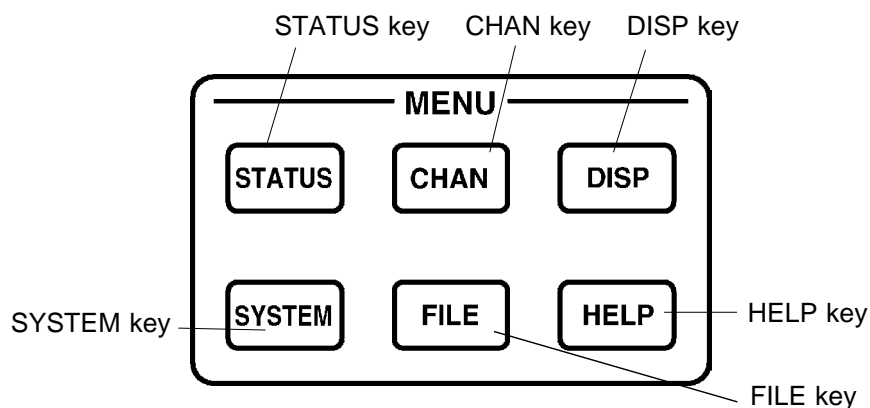 STATUS key CHAN key DISP key
MENU
STATUS CHAN DISP
SYSTEM FILE HELP
SYSTEM key
HELP key
FILE key